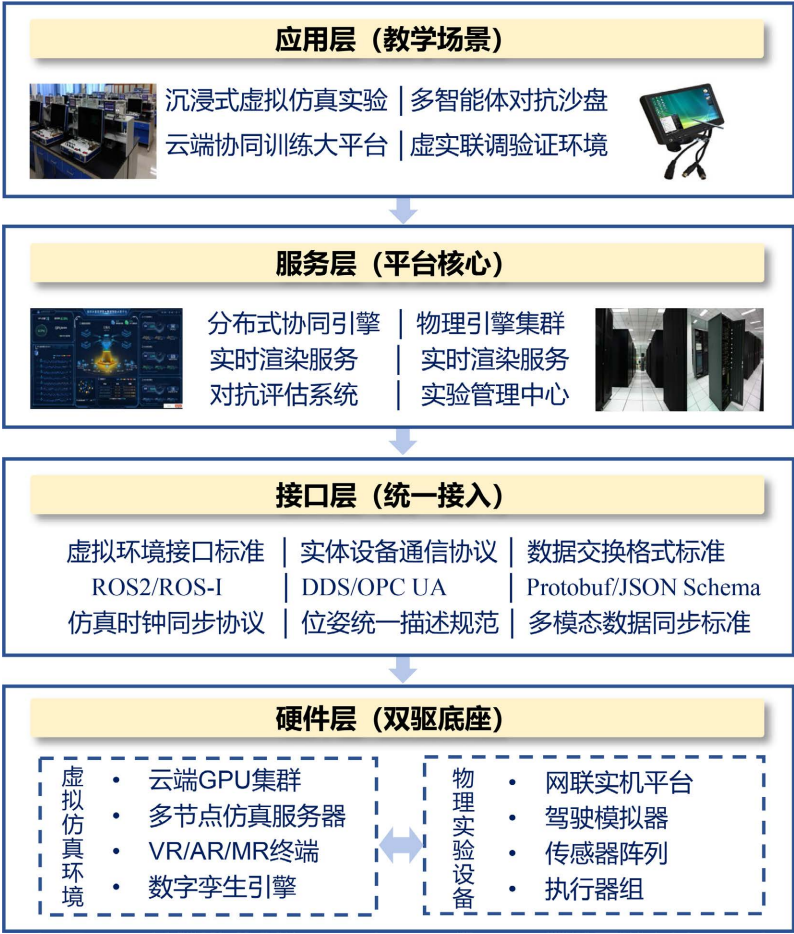 应用层（教学场景）
沉浸式虚拟仿真实验 | 多智能体对抗沙盘
云端协同训练大平台 | 虚实联调验证环境
服务层（平台核心）
分布式协同引擎 | 物理引擎集群
实时渲染服务 | 实时渲染服务
对抗评估系统 | 实验管理中心
接口层（统一接入）
虚拟环境接口标准 | 实体设备通信协议 | 数据交换格式标准
ROS2/ROS-I | DDS/OPC UA | Protobuf/JSON Schema
仿真时钟同步协议 | 位姿统一描述规范 | 多模态数据同步标准
硬件层（双驱底座）
虚拟仿真环境
• 云端GPU集群
• 多节点仿真服务器
• VR/AR/MR终端
• 数字孪生引擎
物理实验设备
• 网联实机平台
• 驾驶模拟器
• 传感器阵列
• 执行器组